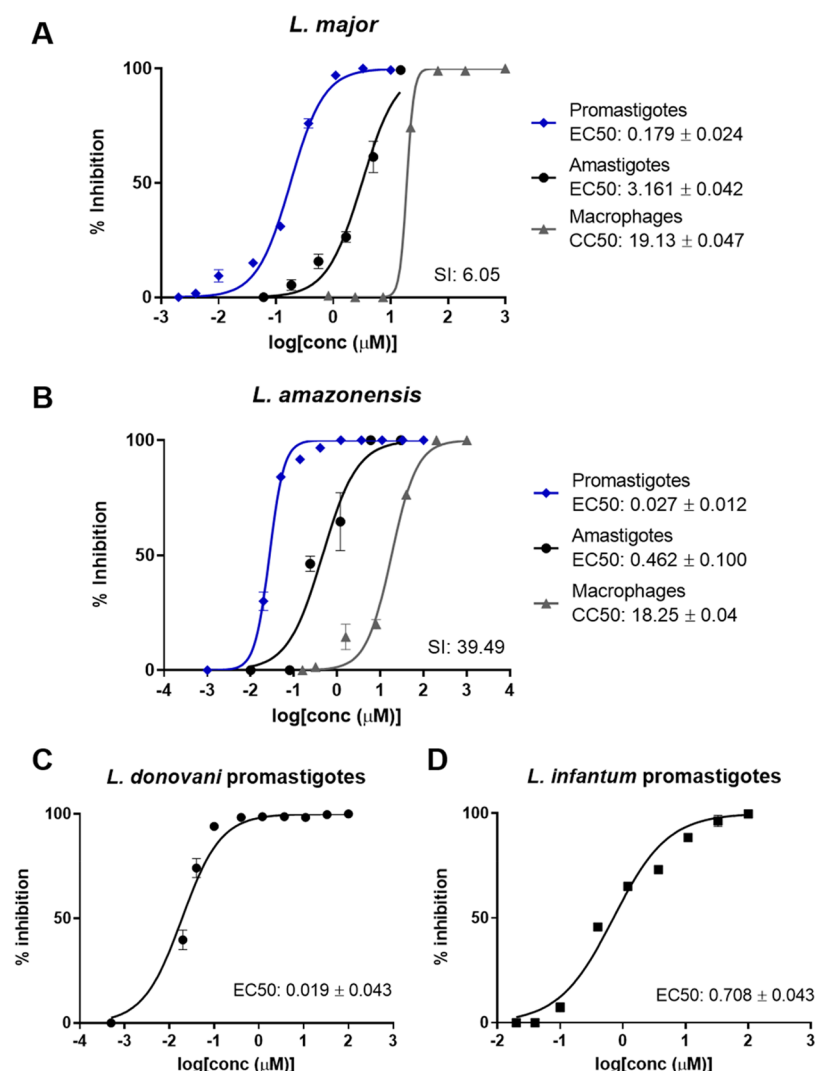 A
L. major
100
50
0
% Inhibition
-3
-2
-1
0
1
2
3
log[conc (μM)]
SI: 6.05
Promastigotes
EC50: 0.179 ± 0.024
Amastigotes
EC50: 3.161 ± 0.042
Macrophages
CC50: 19.13 ± 0.047
B
L. amazonensis
100
50
0
% Inhibition
-4
-3
-2
-1
0
1
2
3
4
log[conc (μM)]
SI: 39.49
Promastigotes
EC50: 0.027 ± 0.012
Amastigotes
EC50: 0.462 ± 0.100
Macrophages
CC50: 18.25 ± 0.04
C
L. donovani promastigotes
100
50
0
% inhibition
-4
-3
-2
-1
0
1
2
3
log[conc (μM)]
EC50: 0.019 ± 0.043
D
L. infantum promastigotes
100
50
0
% inhibition
-2
-1
0
1
2
3
log[conc (μM)]
EC50: 0.708 ± 0.043